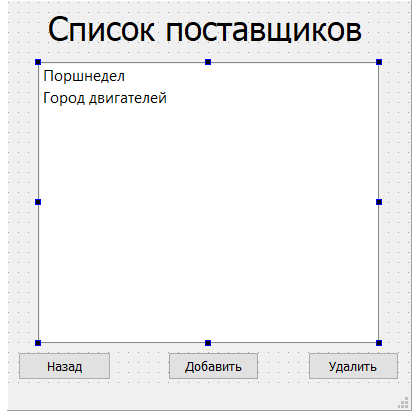 Список поставщиков
Поршнедел
Город двигателей
Назад
Добавить
Удалить